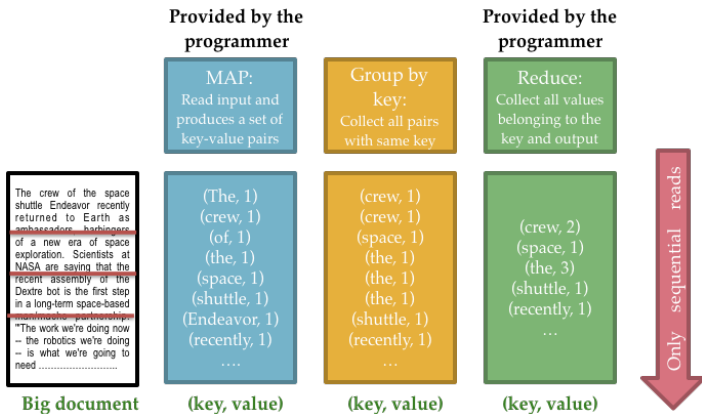 Provided by the
programmer
Provided by the
programmer
MAP:
Read input and
produces a set of
key-value pairs
Group by
key:
Collect all pairs
with same key
Reduce:
Collect all values
belonging to the
key and output
The crew of the space
shuttle Endeavor recently
returned to Earth as
ambassadors, harbingers
of a new era of space
exploration. Scientists at
NASA are saying that the
recent assembly of the
Dextre bot is the first step
in a long-term space-based
man/mache partnership.
'"The work we're doing now
-- the robotics we're doing
-- is what we're going to
need ........................
Big document
(The, 1)
(crew, 1)
(of, 1)
(the, 1)
(space, 1)
(shuttle, 1)
(Endeavor, 1)
(recently, 1)
....
(key, value)
(crew, 1)
(crew, 1)
(space, 1)
(the, 1)
(the, 1)
(the, 1)
(shuttle, 1)
(recently, 1)
...
(key, value)
(crew, 2)
(space, 1)
(the, 3)
(shuttle, 1)
(recently, 1)
...
(key, value)
Only sequential reads